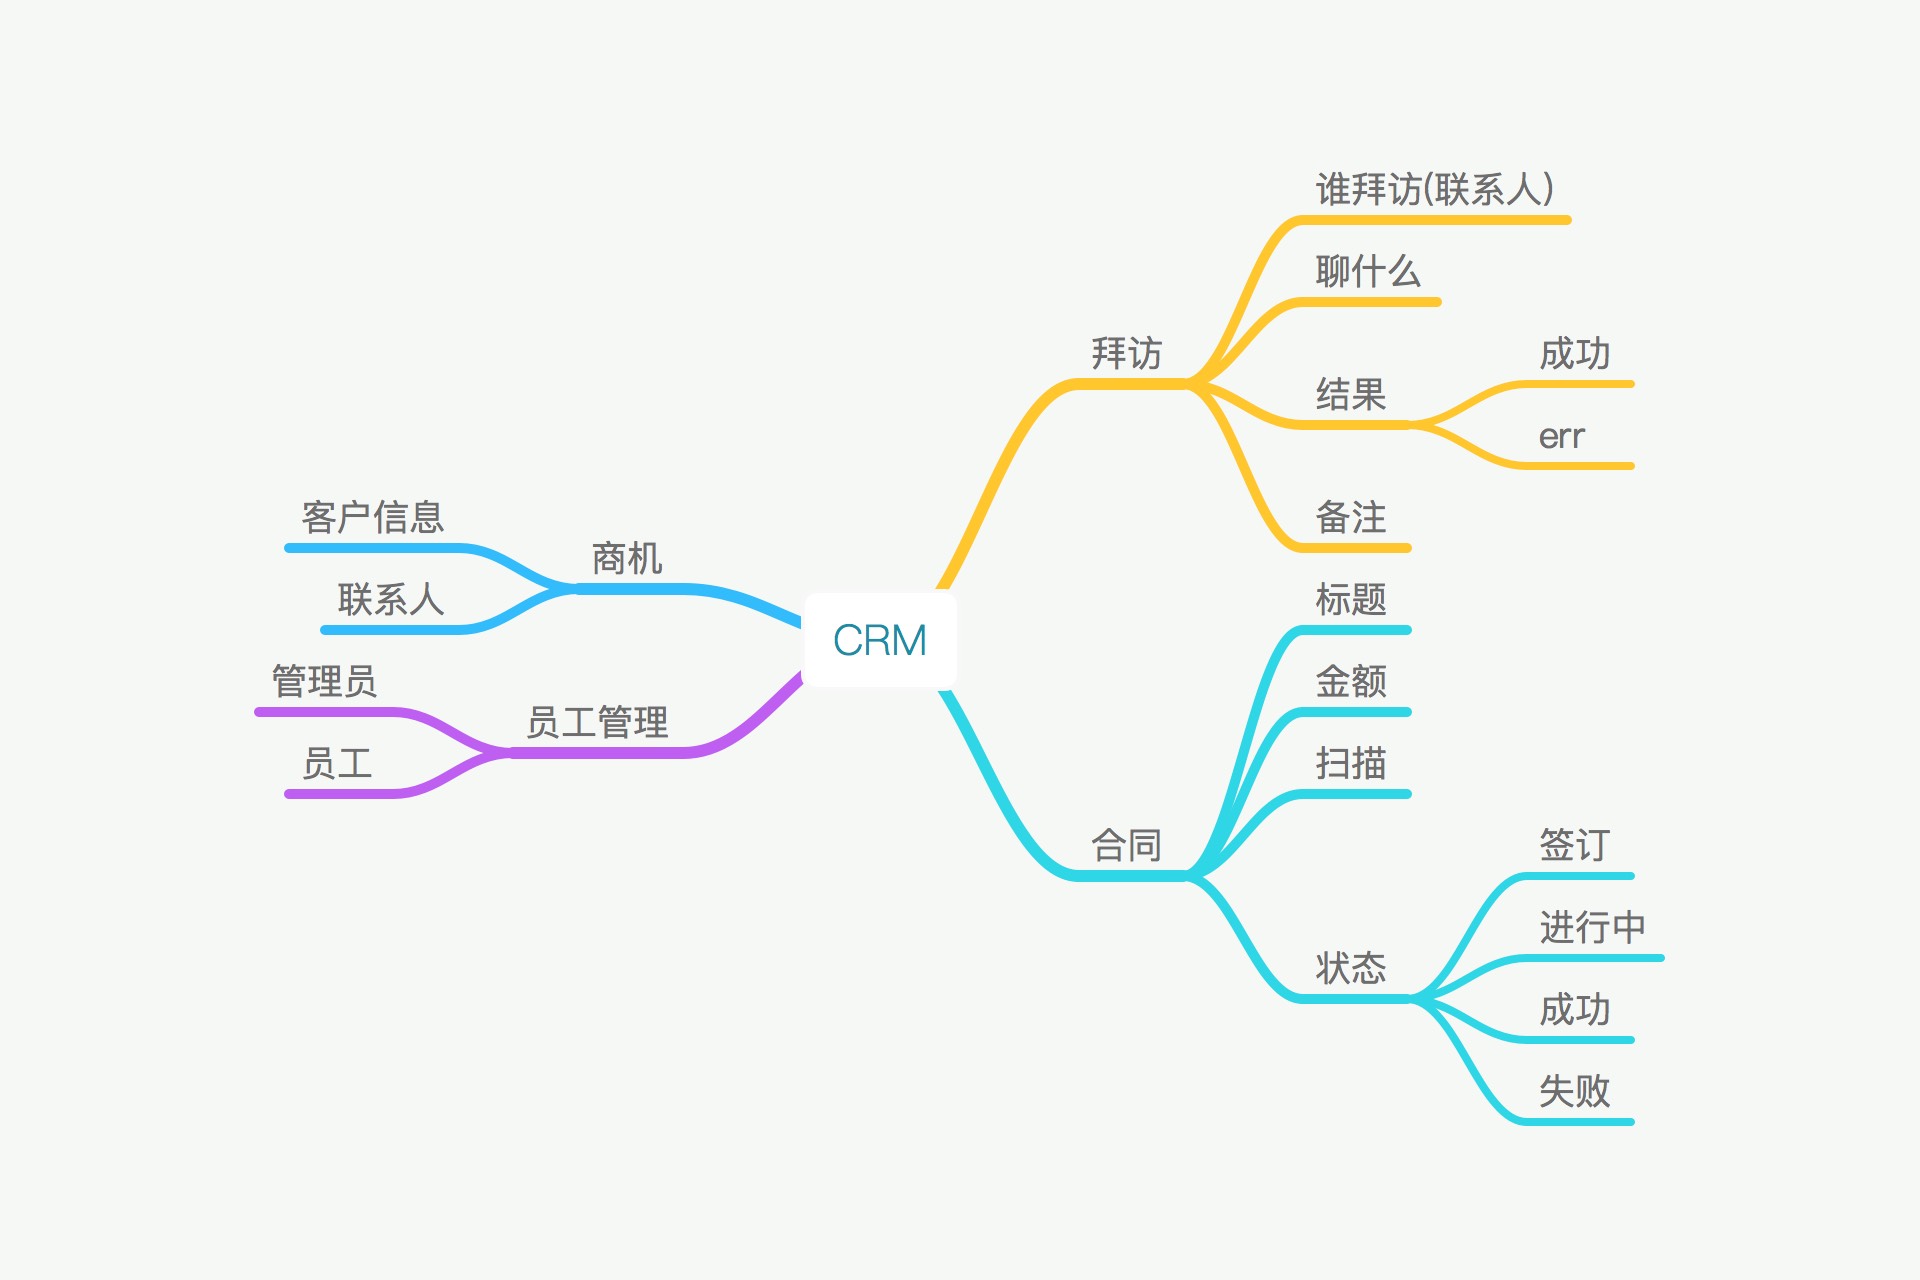 CRM
拜访
谁拜访(联系人)
聊什么
结果
成功
err
备注
合同
标题
金额
扫描
状态
签订
进行中
成功
失败
商机
客户信息
联系人
员工管理
管理员
员工